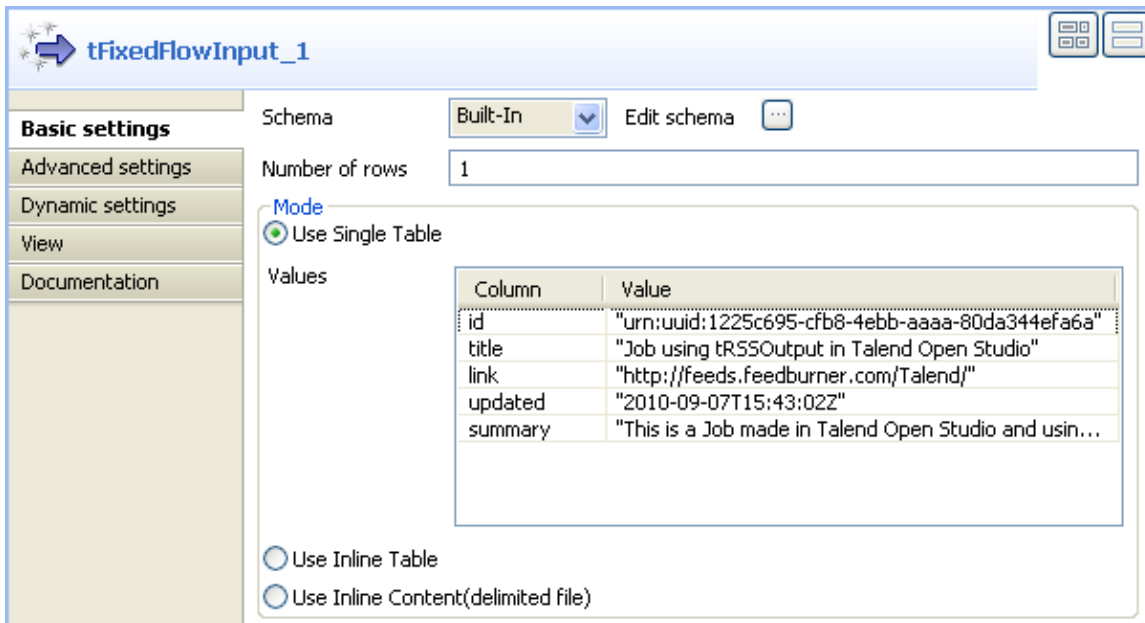 tFixedFlowInput_1
Basic settings
Advanced settings
Dynamic settings
View
Documentation
Schema Built-In Edit schema ...
Number of rows 1
Mode
Use Single Table
Values
Column Value
id "urn:uuid:1225c695-cfb8-4ebb-aaaa-80da344efa6a"
title "Job using tRSSOutput in Talend Open Studio"
link "http://feeds.feedburner.com/Talend/"
updated "2010-09-07T15:43:02Z"
summary "This is a Job made in Talend Open Studio and usin...
Use Inline Table
Use Inline Content(delimited file)